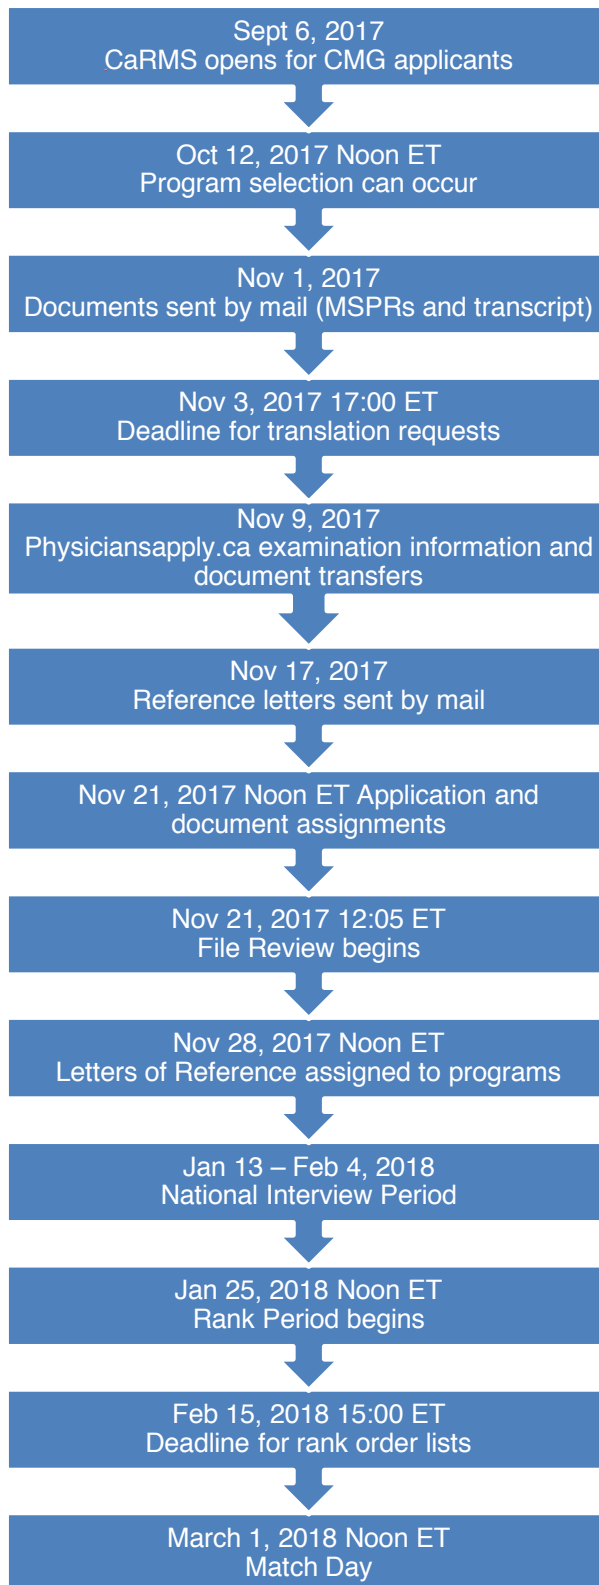 Sept 6, 2017
CaRMS opens for CMG applicants
Oct 12, 2017 Noon ET
Program selection can occur
Nov 1, 2017
Documents sent by mail (MSPRs and transcript)
Nov 3, 2017 17:00 ET
Deadline for translation requests
Nov 9, 2017
Physiciansapply.ca examination information and
document transfers
Nov 17, 2017
Reference letters sent by mail
Nov 21, 2017 Noon ET Application and
document assignments
Nov 21, 2017 12:05 ET
File Review begins
Nov 28, 2017 Noon ET
Letters of Reference assigned to programs
Jan 13 – Feb 4, 2018
National Interview Period
Jan 25, 2018 Noon ET
Rank Period begins
Feb 15, 2018 15:00 ET
Deadline for rank order lists
March 1, 2018 Noon ET
Match Day